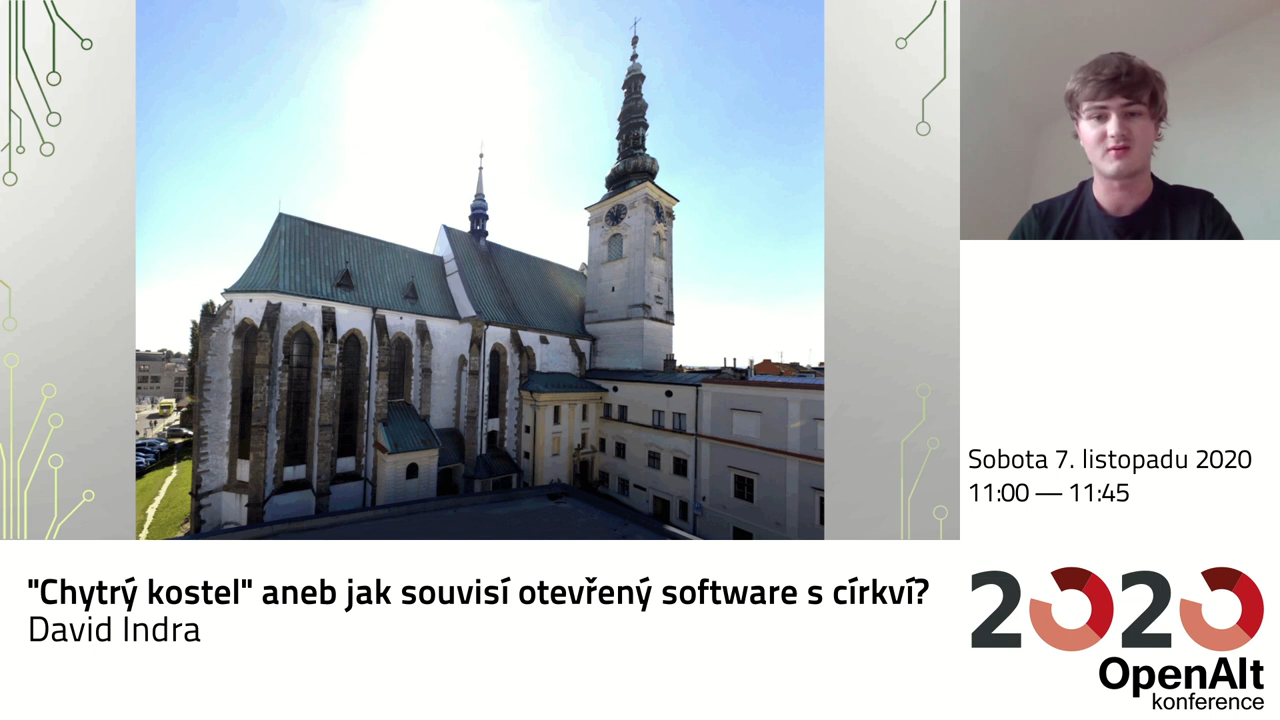 Sobota 7. listopadu 2020
11:00 — 11:45
"Chytrý kostel" aneb jak souvisí otevřený software s církví?
David Indra
2020
OpenAlt
konference